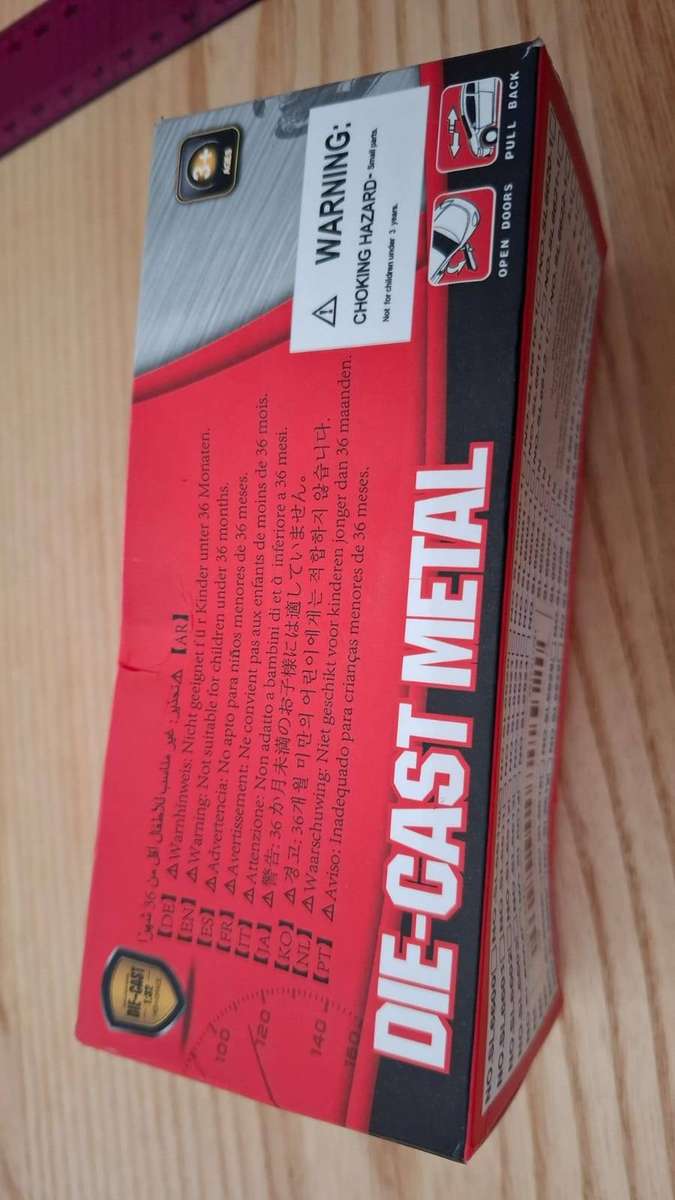 3+
AGES
WARNING:
CHOKING HAZARD- Small parts.
Not for children under 3 years.
OPEN DOORS
PULL BACK
⚠تحذير: غير مناسب للأطفال أقل من 36 شهرًا 【AR】
【DE】 ⚠Warnhinweis: Nicht geeignet für Kinder unter 36 Monaten.
【EN】 ⚠Warning: Not suitable for children under 36 months.
【ES】 ⚠Advertencia: No apto para niños menores de 36 meses.
【FR】 ⚠Avertissement: Ne convient pas aux enfants de moins de 36 mois.
【IT】 ⚠Attenzione: Non adatto a bambini di età inferiore a 36 mesi.
【JA】 ⚠警告: 36か月未満のお子様には適していません。
【KO】 ⚠경고: 36개월 미만의 어린이에게는 적합하지 않습니다.
【NL】 ⚠Waarschuwing: Niet geschikt voor kinderen jonger dan 36 maanden.
【PT】 ⚠Aviso: Inadequado para crianças menores de 36 meses.
DIE-CAST
1:32
100
120
140
160
DIE-CAST METAL